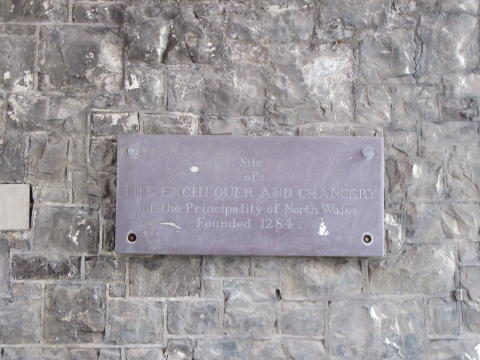 Site
of
THE EXCHEQUER AND CHANCERY
of the Principality of North Wales
Founded 1284